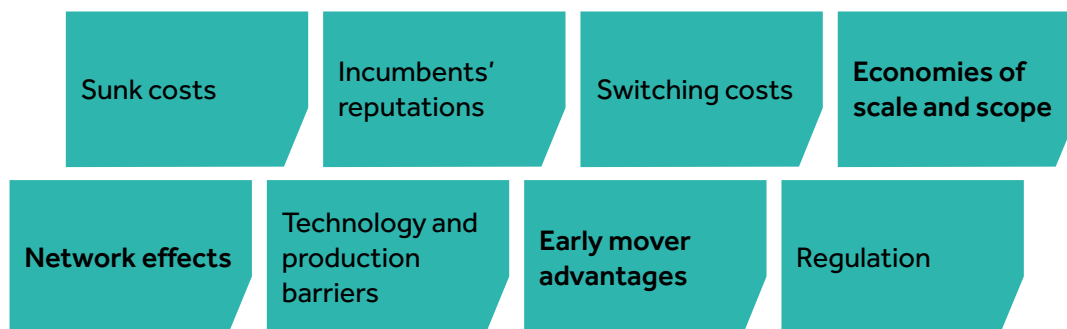 Sunk costs
Incumbents’
reputations
Switching costs
Economies of
scale and scope
Network effects
Technology and
production
barriers
Early mover
advantages
Regulation